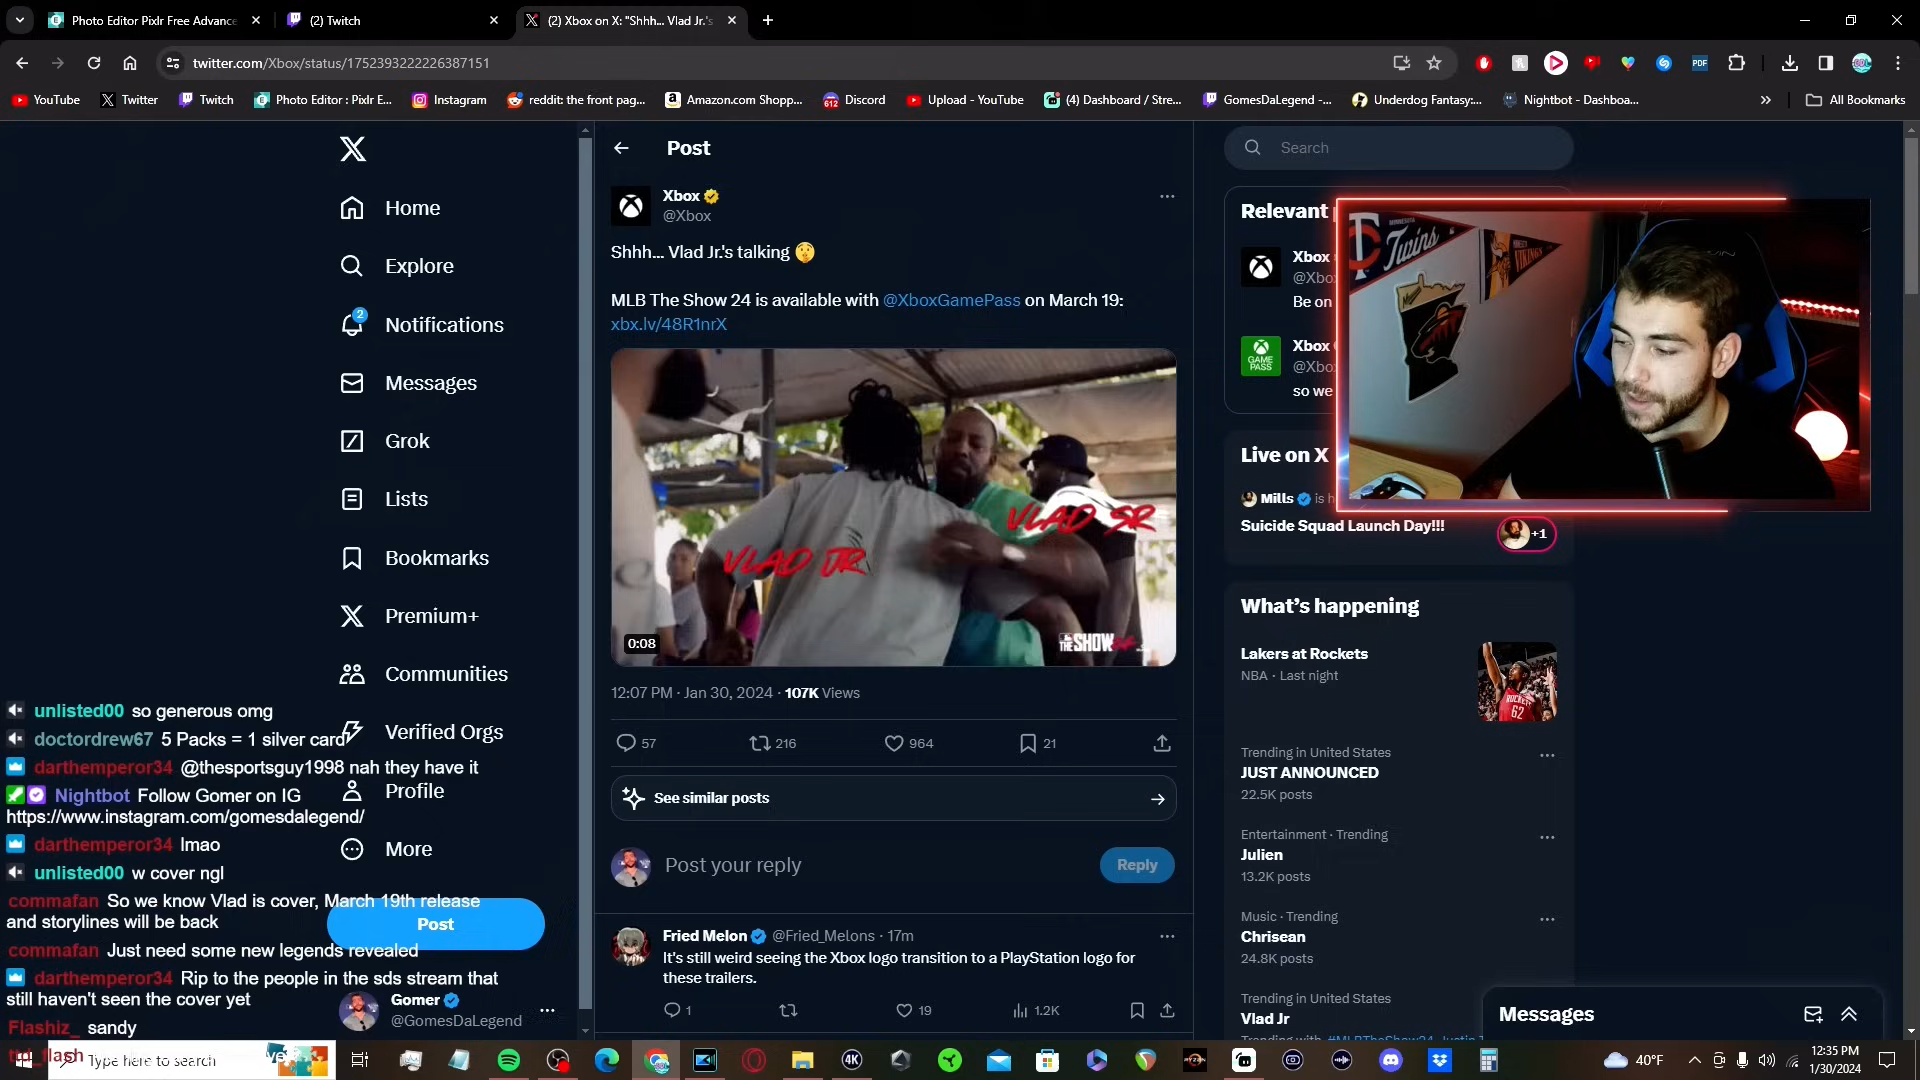 Photo Editor Pixlr Free Advance
(2) Twitch
(2) Xbox on X: "Shhh... Vlad Jr.'s
twitter.com/Xbox/status/1752393222226387151
YouTube
Twitter
Twitch
Photo Editor : Pixlr E...
Instagram
reddit: the front pag...
Amazon.com Shopp...
612
Discord
Upload - YouTube
(4) Dashboard / Stre...
GomesDaLegend -...
Underdog Fantasy:...
Nightbot - Dashboa...
All Bookmarks
PDF
Home
Explore
2
Notifications
Messages
Grok
Lists
Bookmarks
Premium+
Communities
Verified Orgs
Profile
More
Post
Gomer
@GomesDaLegend
unlisted00 so generous omg
doctordrew67 5 Packs = 1 silver card
darthemperor34 @thesportsguy1998 nah they have it
Nightbot Follow Gomer on IG
https://www.instagram.com/gomesdalegend/
darthemperor34 lmao
unlisted00 w cover ngl
commafan So we know Vlad is cover, March 19th release
and storylines will be back
commafan Just need some new legends revealed
darthemperor34 Rip to the people in the sds stream that
still haven't seen the cover yet
Flashiz_ sandy
Post
Xbox
@Xbox
Shhh... Vlad Jr.'s talking 🤫
MLB The Show 24 is available with @XboxGamePass on March 19:
xbx.lv/48R1nrX
VLAD JR
VLAD SR
0:08
THE SHOW
12:07 PM · Jan 30, 2024 · 107K Views
57
216
964
21
See similar posts
Post your reply
Reply
Fried Melon @Fried_Melons · 17m
It's still weird seeing the Xbox logo transition to a PlayStation logo for
these trailers.
1
19
1.2K
Search
Relevant
Xbox
@Xbo
Be on
GAME
PASS
Xbox
@Xbo
so we
MINNESOTA
Twins
VIKINGS
Live on X
Mills is h
Suicide Squad Launch Day!!!
+1
What's happening
Lakers at Rockets
NBA · Last night
ROCKETS
62
Trending in United States
JUST ANNOUNCED
22.5K posts
Entertainment · Trending
Julien
13.2K posts
Music · Trending
Chrisean
24.8K posts
Trending in United States
Vlad Jr
Messages
Type here to search
4K
40°F
12:35 PM
1/30/2024